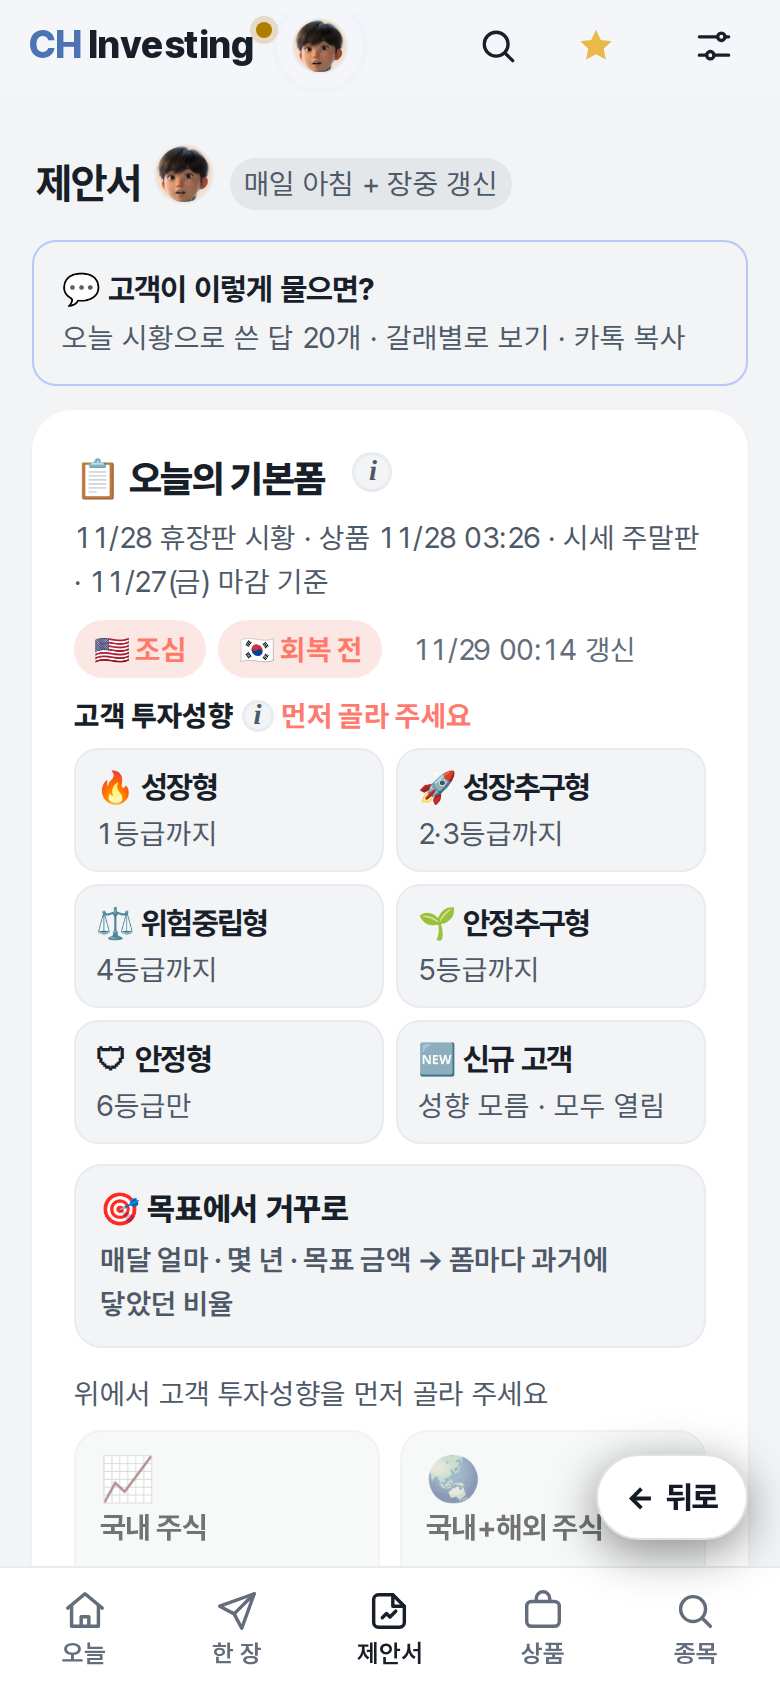 CH Investing
제안서 매일 아침 + 장중 갱신
고객이 이렇게 물으면?
오늘 시황으로 쓴 답 20개 · 갈래별로 보기 · 카톡 복사
오늘의 기본폼 i
11/28 휴장판 시황 · 상품 11/28 03:26 · 시세 주말판
· 11/27(금) 마감 기준
🇺🇸 조심 🇰🇷 회복 전 11/29 00:14 갱신
고객 투자성향 i 먼저 골라 주세요
성장형
1등급까지
성장추구형
2·3등급까지
위험중립형
4등급까지
안정추구형
5등급까지
안정형
6등급만
NEW 신규 고객
성향 모름 · 모두 열림
목표에서 거꾸로
매달 얼마 · 몇 년 · 목표 금액 → 폼마다 과거에
닿았던 비율
위에서 고객 투자성향을 먼저 골라 주세요
국내 주식
국내+해외 주식
← 뒤로
오늘
한 장
제안서
상품
종목